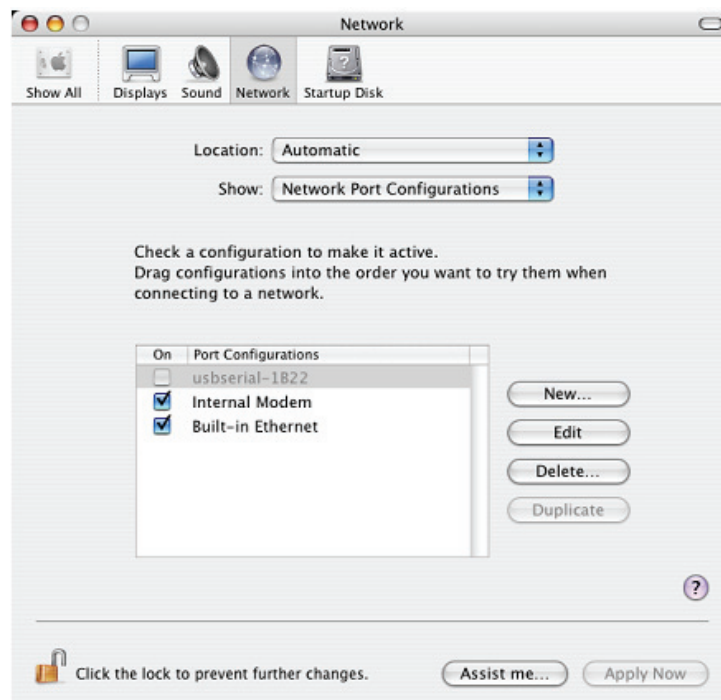 Network
Show All Displays Sound Network Startup Disk
Location: Automatic
Show: Network Port Configurations
Check a configuration to make it active.
Drag configurations into the order you want to try them when
connecting to a network.
On Port Configurations
usbserial-1B22
Internal Modem
Built-in Ethernet
New...
Edit
Delete...
Duplicate
?
Click the lock to prevent further changes.
Assist me...
Apply Now